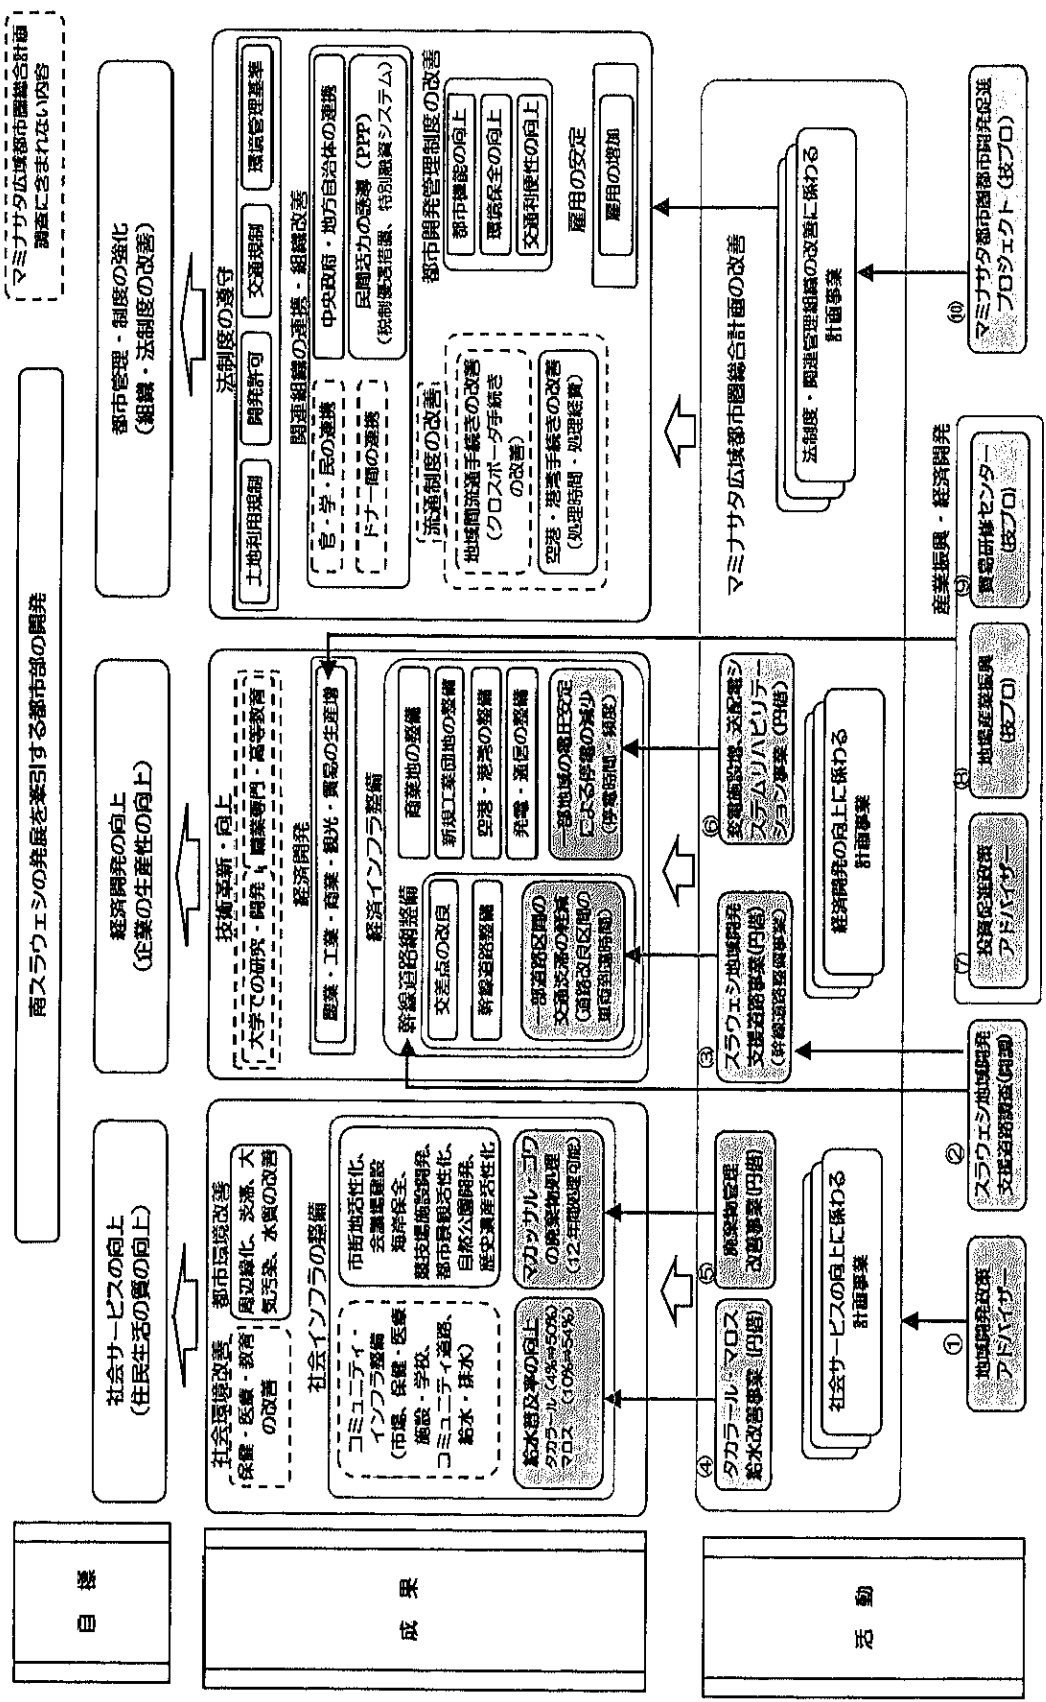 マミナサタ広域都市圏総合計画
調査に含まれない内容
南スラウェシの発展を牽引する都市部の開発
目 標
社会サービスの向上
(住民生活の質の向上)
経済開発の向上
(企業の生産性の向上)
都市管理・制度の強化
(組織・法制度の改善)
成 果
社会環境改善
保健・医療・教育
の改善
都市環境改善
周辺緑化、渋滞、大
気汚染、水質の改善
社会インフラの整備
コミュニティ・
インフラ整備
(市場、保健・医療
施設・学校、
コミュニティ道路、
給水・排水)
市街地活性化、
会議場建設
海岸保全、
競技場施設開発、
都市景観活性化、
自然公園開発、
歴史遺産活性化
給水普及率の向上
タカラール (4%⇒50%)
マロス (10%⇒54%)
マカッサル・ゴワ
の廃棄物処理
(12年間処理可能)
技術革新・向上
大学での研究・開発
職業専門・高等教育
経済開発
農業・工業・商業・観光・貿易の生産増
経済インフラ整備
幹線道路網整備
交差点の改良
幹線道路整備
一部道路区間の
交通渋滞の軽減
(道路改良区間の
車両到達時間)
商業地の整備
新規工業団地の整備
空港・港湾の整備
発電・通信の整備
一部地域の電圧安定
による停電の減少
(停電時間・頻度)
法制度の遵守
土地利用規制
開発許可
交通規制
環境管理基準
関連組織の連携・組織改善
官・学・民の連携
ドナー間の連携
中央政府・地方自治体の連携
民間活力の誘導 (PPP)
(税制優遇措置、特別融資システム)
流通制度の改善
地域間流通手続きの改善
(クロスボーダ手続き
の改善)
空港・港湾手続きの改善
(処理時間・処理経費)
都市開発管理制度の改善
都市機能の向上
環境保全の向上
交通利便性の向上
雇用の安定
雇用の増加
活 動
マミナサタ広域都市圏総合計画の改善
④
タカラール・マロス
給水改善事業 (円借)
⑤
廃棄物管理
改善事業(円借)
③
スラウェシ地域開発
支援道路事業(円借)
(幹線道路整備事業)
⑥
変電施設増、送配電シ
ステムリハビリテー
ション事業 (円借)
社会サービスの向上に係わる
計画事業
経済開発の向上に係わる
計画事業
法制度・関連管理組織の改善に係わる
計画事業
①
地域開発政策
アドバイザー
②
スラウェシ地域開発
支援道路調査(開調)
産業振興・経済開発
⑦
投資促進政策
アドバイザー
⑧
地場産業振興
(技プロ)
⑨
貿易研修センター
(技プロ)
⑩
マミナサタ都市圏都市開発促進
プロジェクト (技プロ)